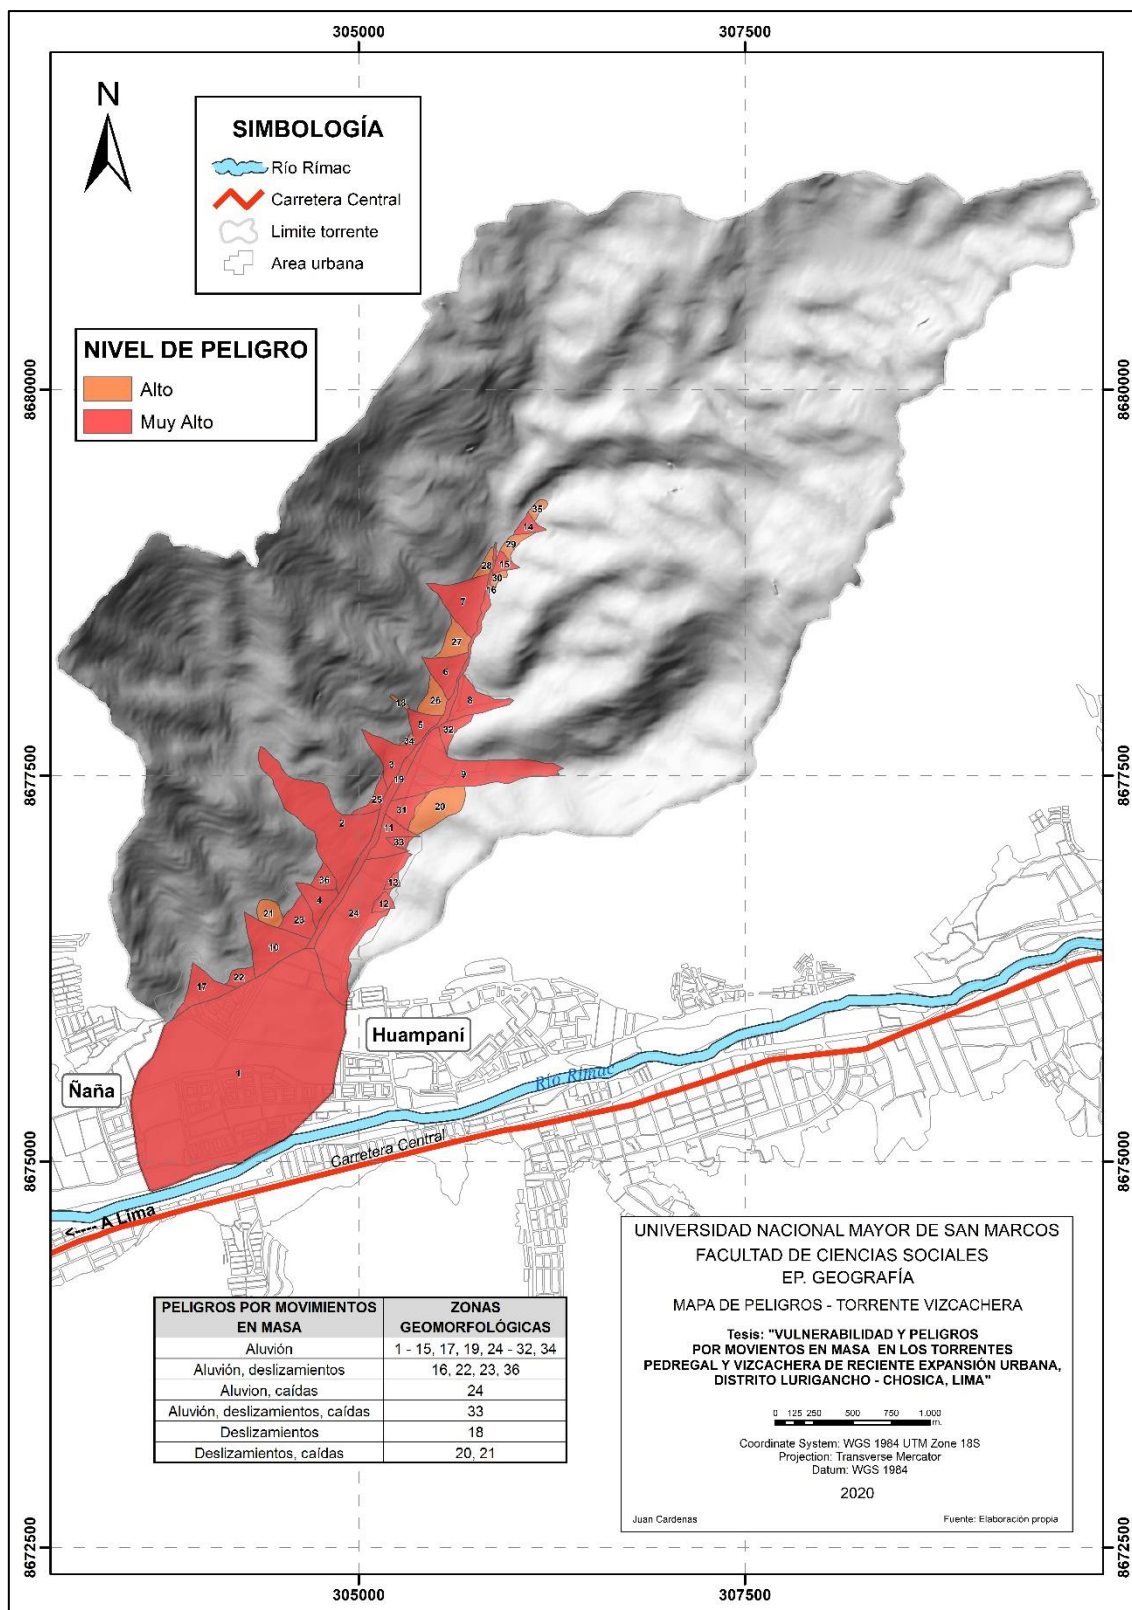 305000
307500
N
SIMBOLOGÍA
Río Rímac
Carretera Central
Limite torrente
Area urbana
NIVEL DE PELIGRO
Alto
Muy Alto
8680000
8680000
35
14
29
28
15
30
16
7
27
6
18
26
8
5
32
34
3
9
19
25
20
31
2
11
33
36
13
4
12
21
23
24
10
22
17
1
8677500
8677500
Huampaní
Ñaña
Río Rímac
Carretera Central
8675000
8675000
<---- A Lima
PELIGROS POR MOVIMIENTOS EN MASA
ZONAS GEOMORFOLÓGICAS
Aluvión 1 - 15, 17, 19, 24 - 32, 34
Aluvión, deslizamientos 16, 22, 23, 36
Aluvion, caídas 24
Aluvión, deslizamientos, caídas 33
Deslizamientos 18
Deslizamientos, caídas 20, 21
UNIVERSIDAD NACIONAL MAYOR DE SAN MARCOS
FACULTAD DE CIENCIAS SOCIALES
EP. GEOGRAFÍA
MAPA DE PELIGROS - TORRENTE VIZCACHERA
Tesis: "VULNERABILIDAD Y PELIGROS
POR MOVIENTOS EN MASA EN LOS TORRENTES
PEDREGAL Y VIZCACHERA DE RECIENTE EXPANSIÓN URBANA,
DISTRITO LURIGANCHO - CHOSICA, LIMA"
0 125 250 500 750 1.000
m.
Coordinate System: WGS 1984 UTM Zone 18S
Projection: Transverse Mercator
Datum: WGS 1984
2020
Juan Cardenas
Fuente: Elaboración propia
8672500
8672500
305000
307500